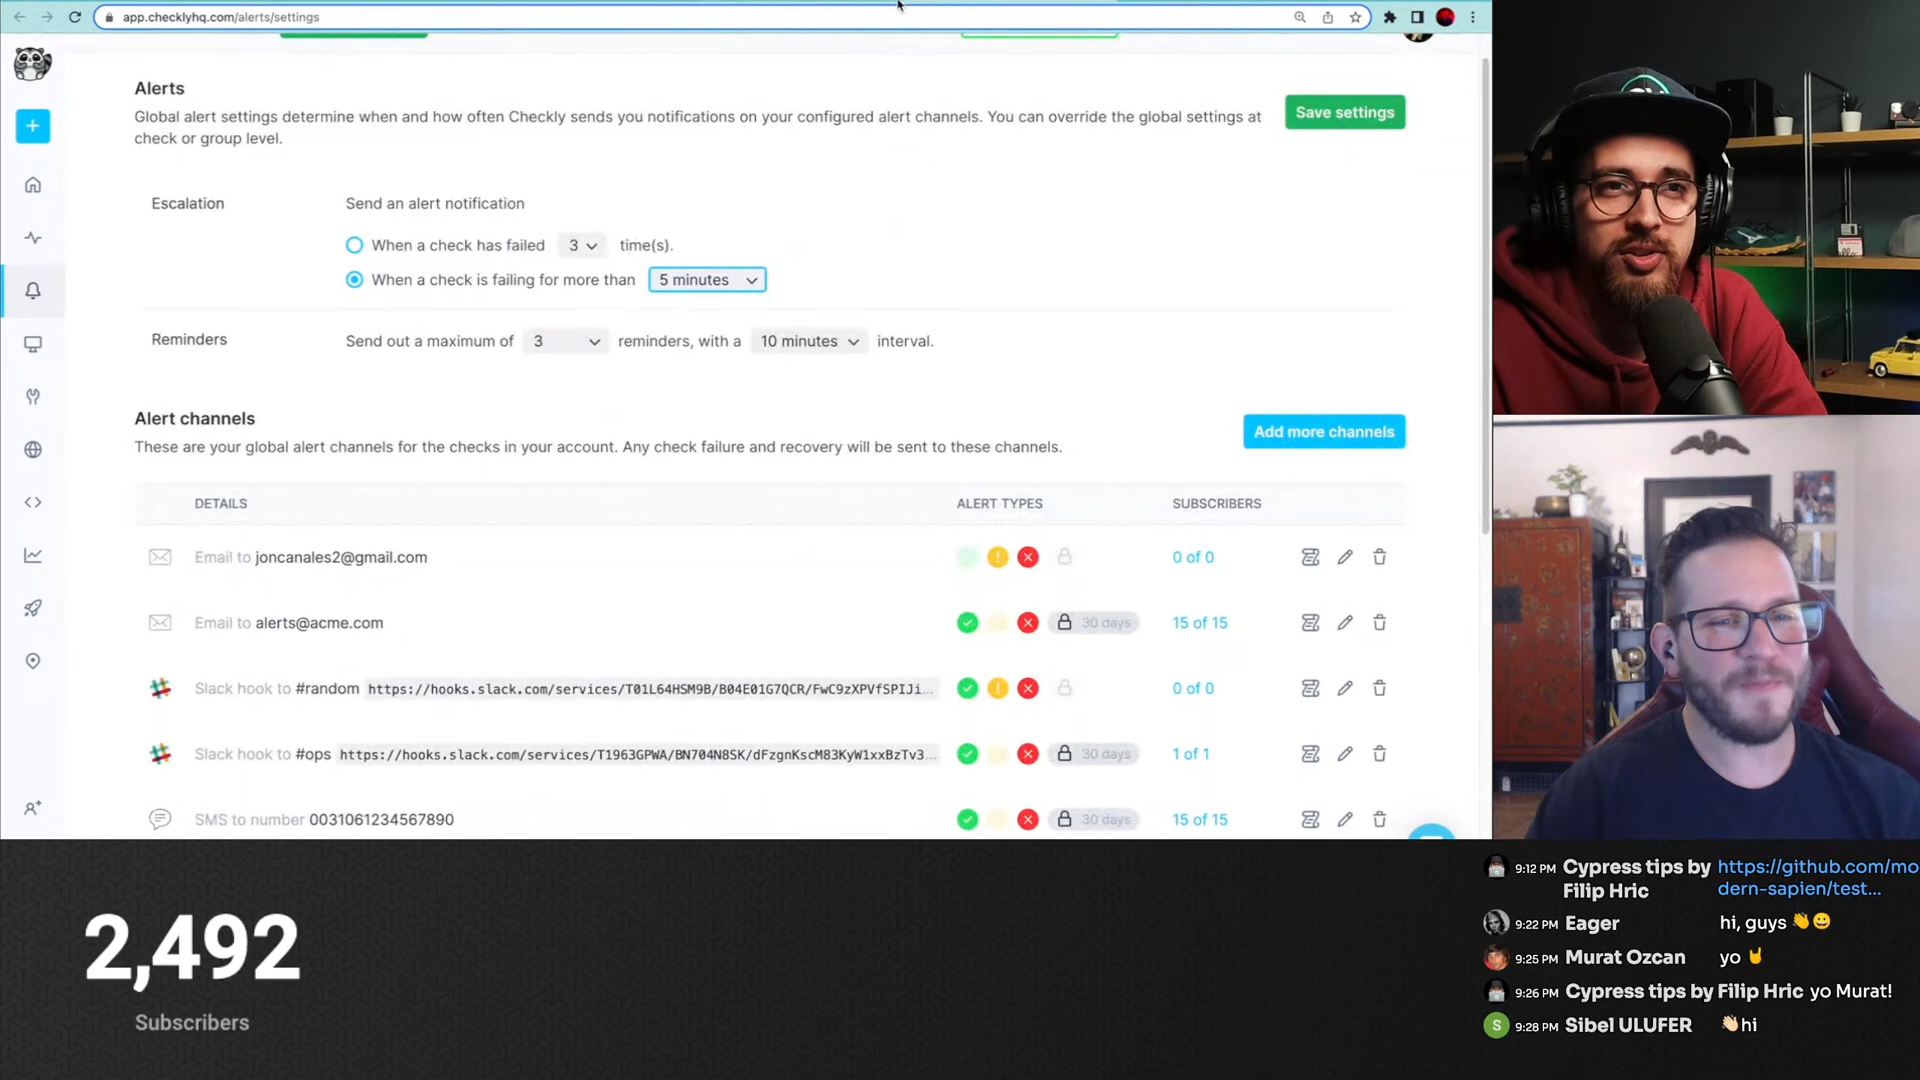 app.checklyhq.com/alerts/settings
Alerts
Global alert settings determine when and how often Checkly sends you notifications on your configured alert channels. You can override the global settings at
check or group level.
Save settings
Escalation
Send an alert notification
When a check has failed 3 time(s).
When a check is failing for more than 5 minutes
Reminders
Send out a maximum of 3 reminders, with a 10 minutes interval.
Alert channels
These are your global alert channels for the checks in your account. Any check failure and recovery will be sent to these channels.
Add more channels
DETAILS ALERT TYPES SUBSCRIBERS
Email to joncanales2@gmail.com 0 of 0
Email to alerts@acme.com 30 days 15 of 15
Slack hook to #random https://hooks.slack.com/services/T01L64HSM9B/B04E01G7QCR/FwC9zXPVfSPIJi... 0 of 0
Slack hook to #ops https://hooks.slack.com/services/T1963GPWA/BN704N8SK/dFzgnKscM83KyW1xxBzTv3... 30 days 1 of 1
SMS to number 0031061234567890 30 days 15 of 15
2,492
Subscribers
9:12 PM Cypress tips by Filip Hric https://github.com/mo
dern-sapien/test...
9:22 PM Eager hi, guys 👋😀
9:25 PM Murat Ozcan yo 🤘
9:26 PM Cypress tips by Filip Hric yo Murat!
S 9:28 PM Sibel ULUFER 👋🏻hi